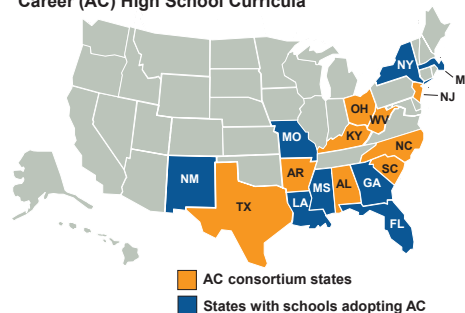 Career (AC) High School Curricula
NY
M
NJ
OH
WV
MO
KY
NC
AR
SC
NM
MS
AL
GA
TX
LA
FL
AC consortium states
States with schools adopting AC